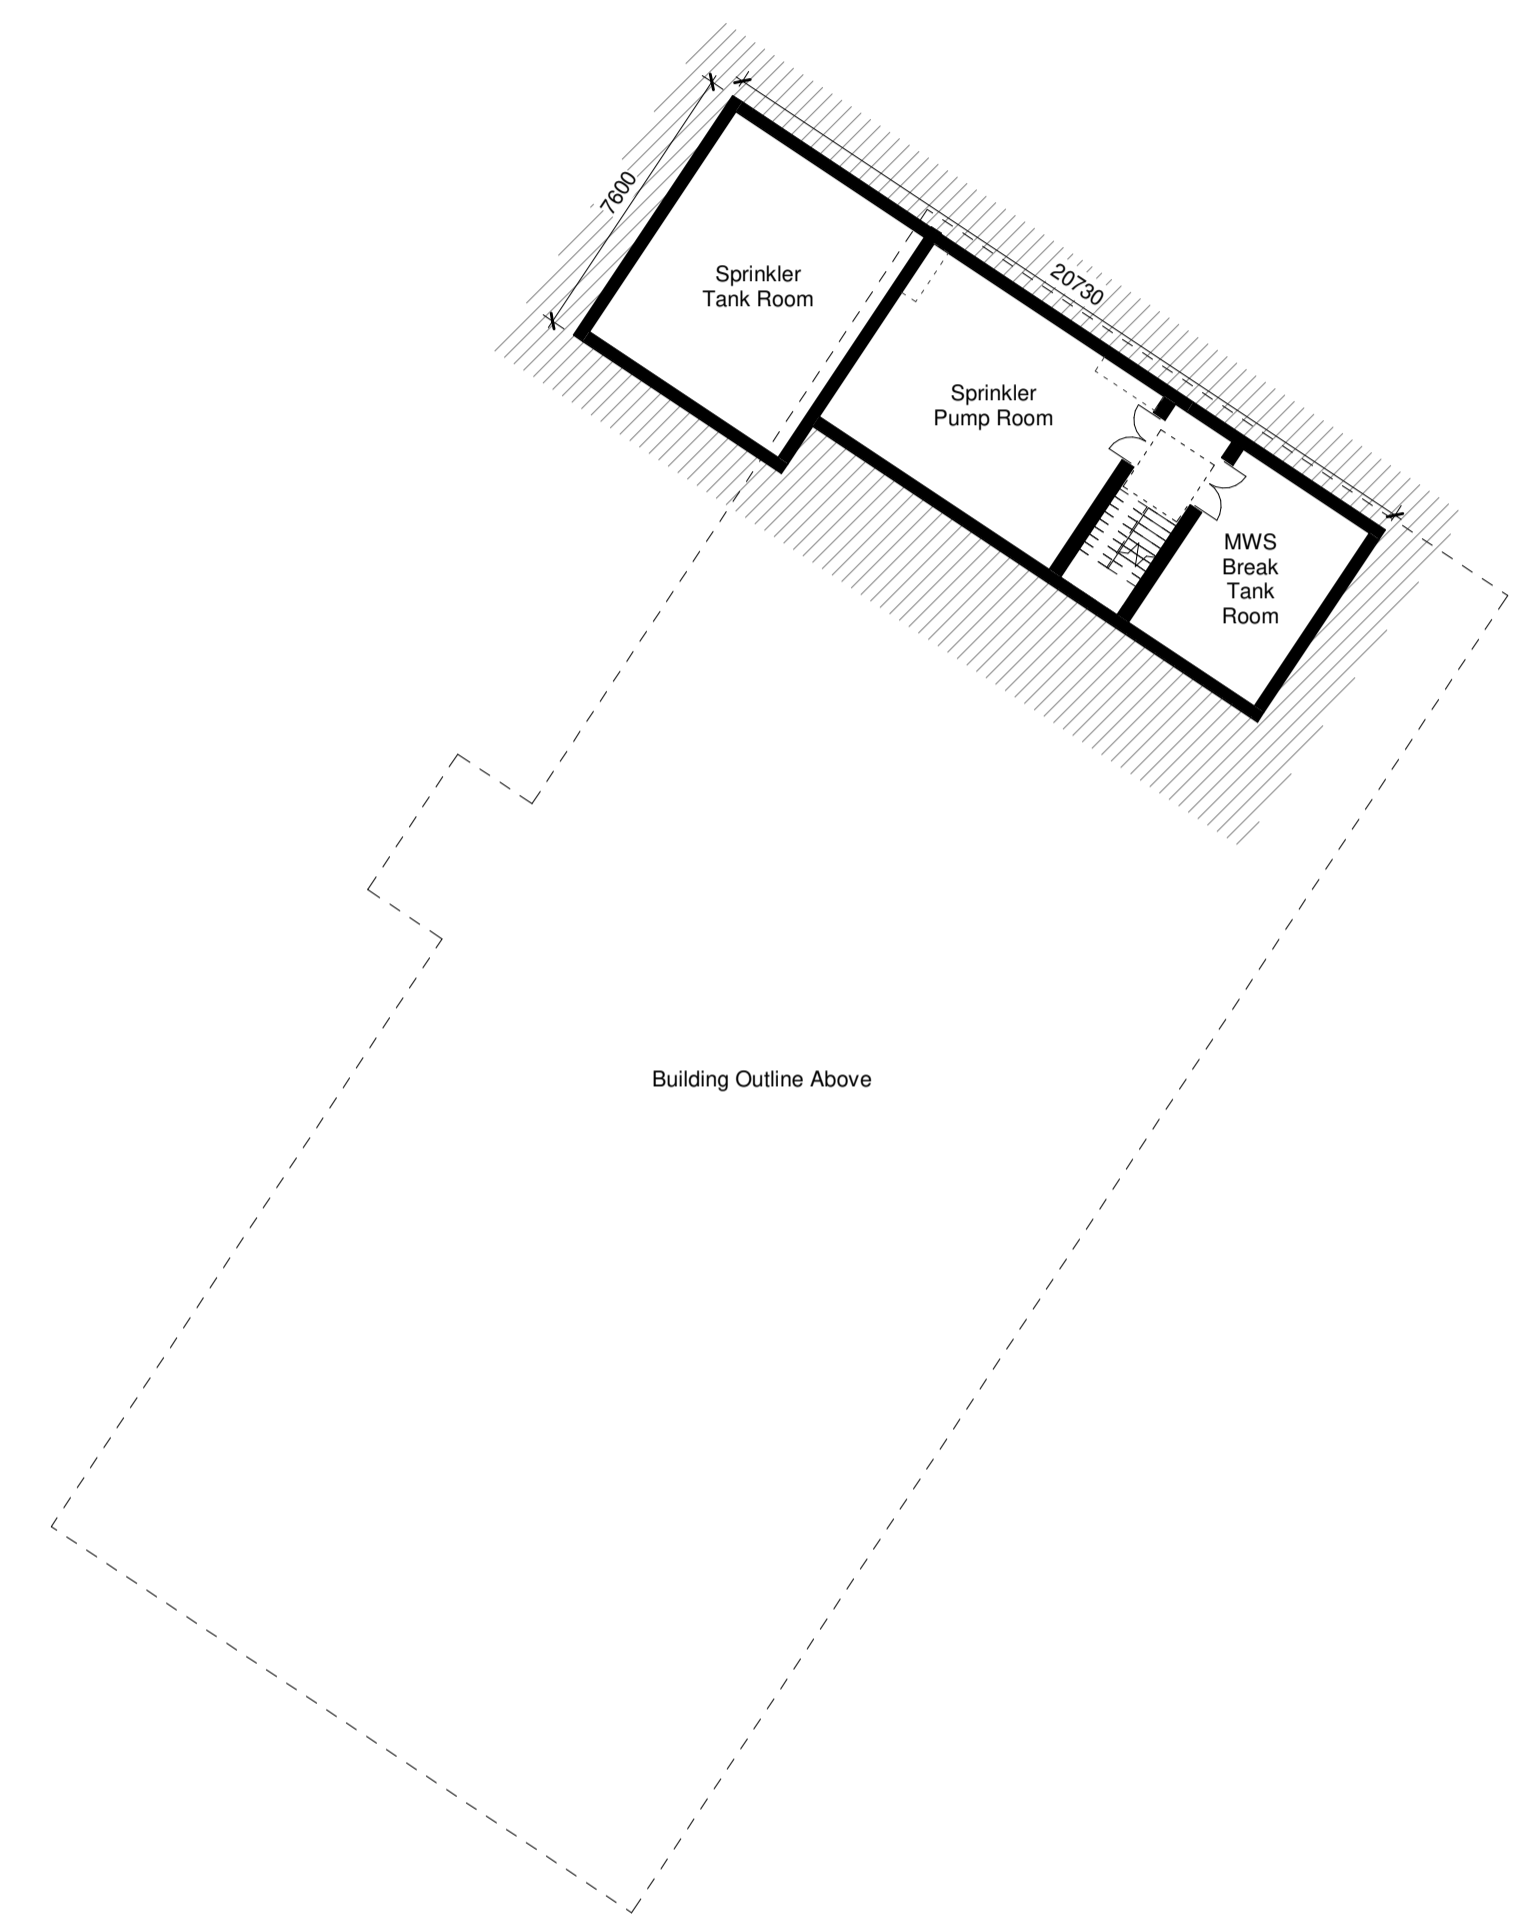 7600
20730
Sprinkler
Tank Room
Sprinkler
Pump Room
MWS
Break
Tank
Room
Building Outline Above